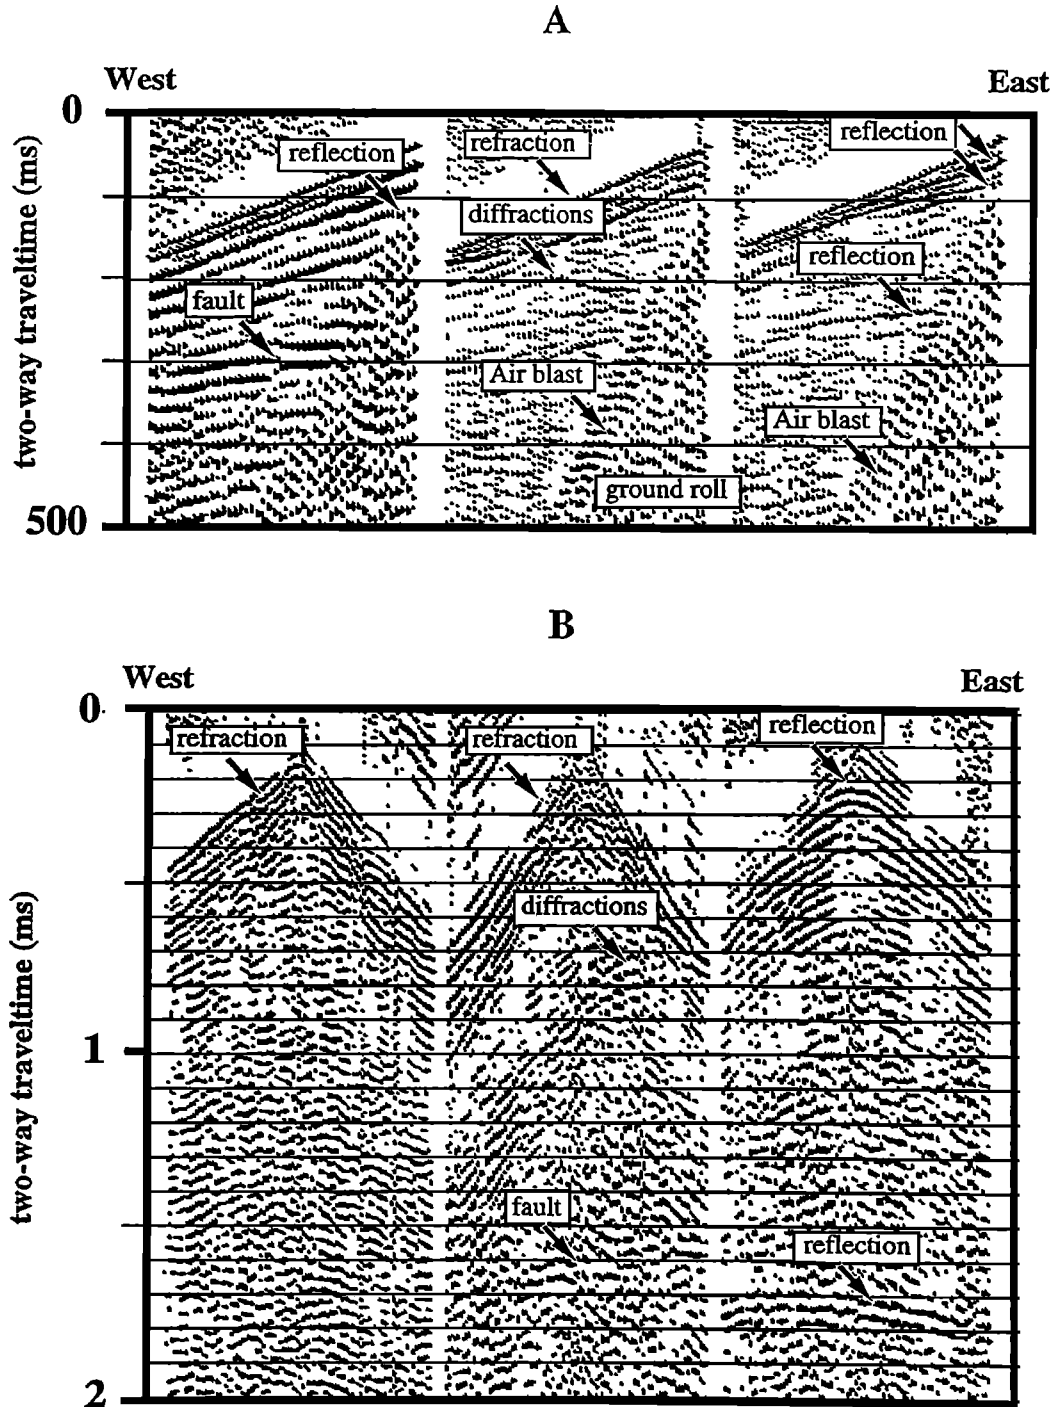 A
West
East
0
reflection
refraction
reflection
diffractions
reflection
fault
Air blast
Air blast
ground roll
500
two-way traveltime (ms)
B
West
East
0
refraction
refraction
reflection
diffractions
1
fault
reflection
2
two-way traveltime (ms)